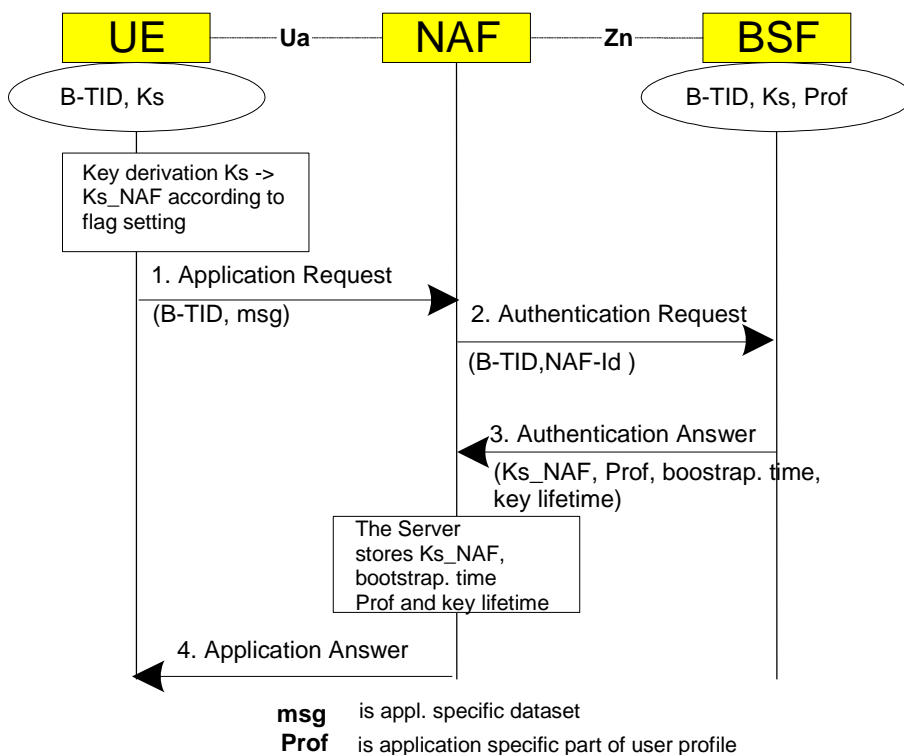 UE
Ua
NAF
Zn
BSF
B-TID, Ks
B-TID, Ks, Prof
Key derivation Ks ->
Ks_NAF according to
flag setting
1. Application Request
(B-TID, msg)
2. Authentication Request
(B-TID,NAF-Id )
3. Authentication Answer
(Ks_NAF, Prof, boostrap. time,
key lifetime)
The Server
stores Ks_NAF,
bootstrap. time
Prof and key lifetime
4. Application Answer
msg is appl. specific dataset
Prof is application specific part of user profile